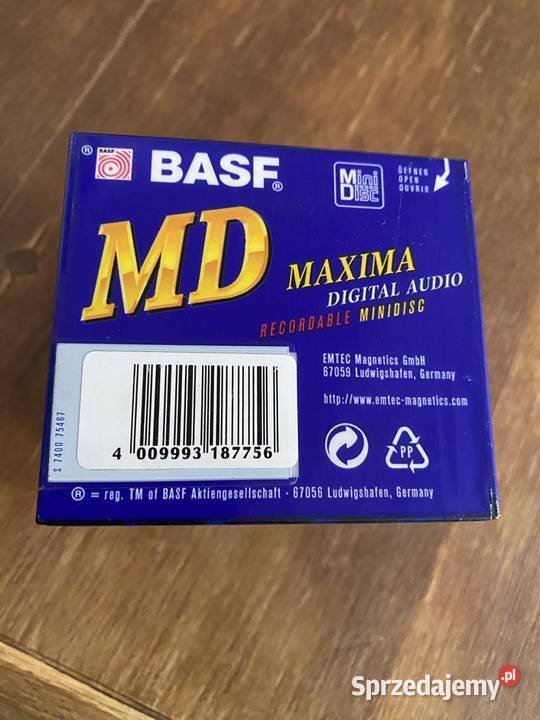 ® BASF BASF®
Mini Disc
ÖFFNEN
OPEN
OUVRIR
MD MAXIMA
DIGITAL AUDIO
RECORDABLE MINIDISC
EMTEC Magnetics GmbH
67059 Ludwigshafen, Germany
http://www.emtec-magnetics.com
S 7400 75467
4 009993 187756
PP
® = reg. TM of BASF Aktiengesellschaft · 67056 Ludwigshafen, Germany
Sprzedajemy.pl